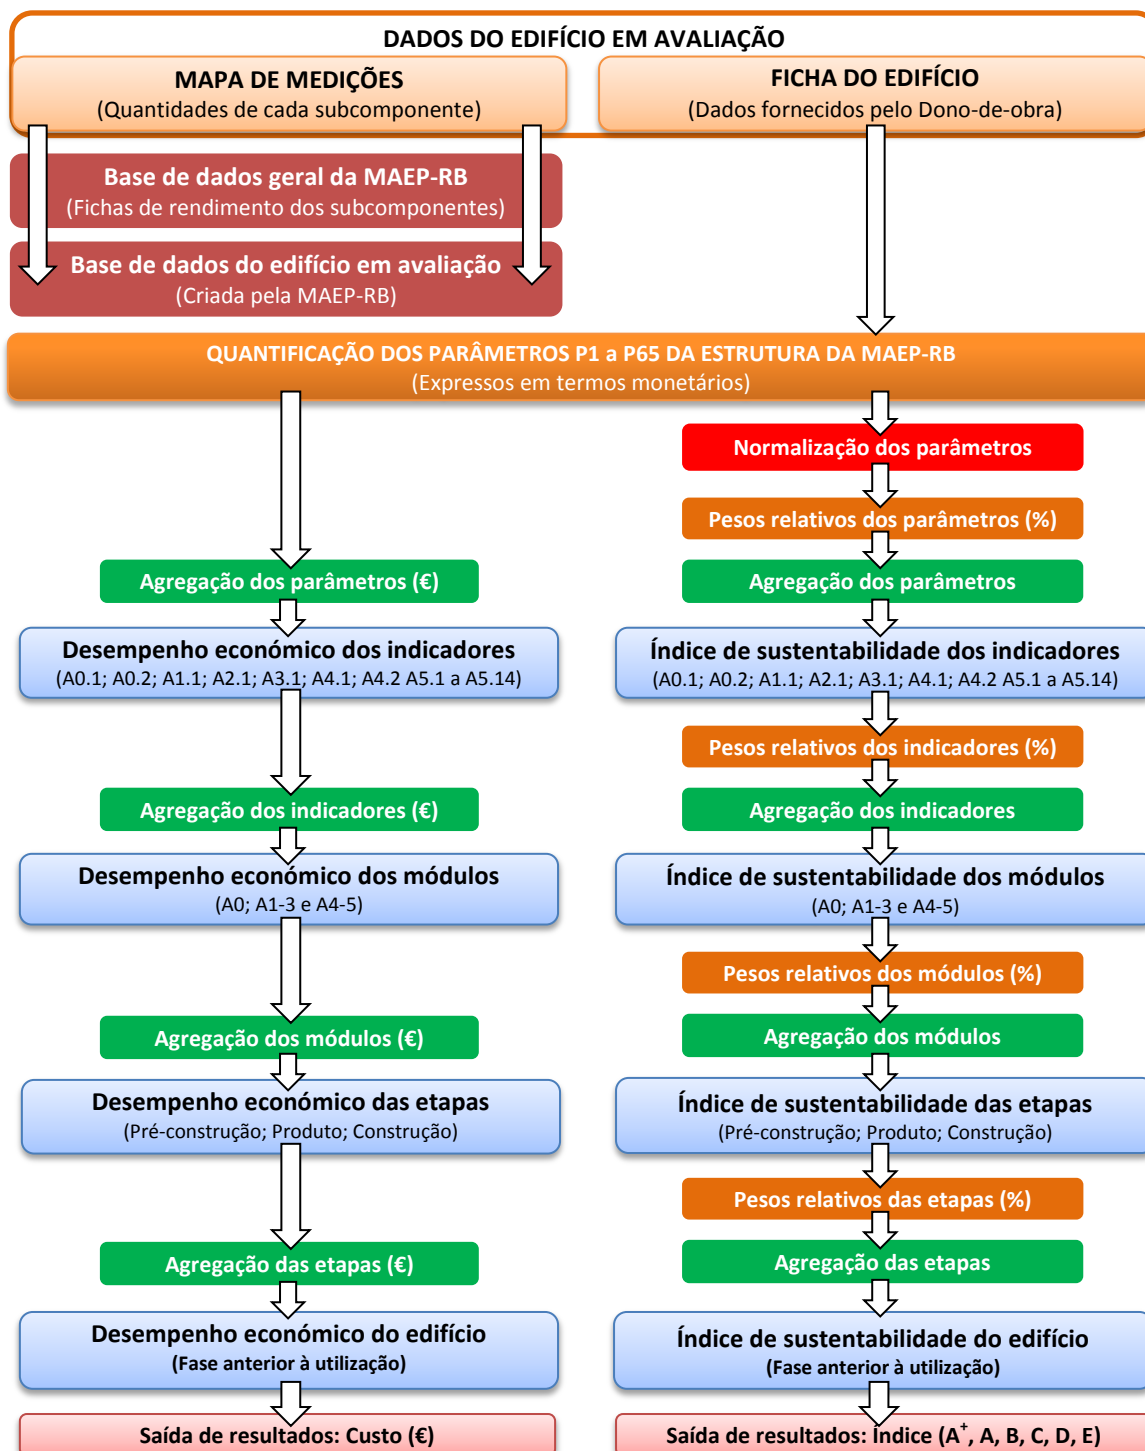 DADOS DO EDIFÍCIO EM AVALIAÇÃO
MAPA DE MEDIÇÕES
(Quantidades de cada subcomponente)
FICHA DO EDIFÍCIO
(Dados fornecidos pelo Dono-de-obra)
Base de dados geral da MAEP-RB
(Fichas de rendimento dos subcomponentes)
Base de dados do edifício em avaliação
(Criada pela MAEP-RB)
QUANTIFICAÇÃO DOS PARÂMETROS P1 a P65 DA ESTRUTURA DA MAEP-RB
(Expressos em termos monetários)
Normalização dos parâmetros
Pesos relativos dos parâmetros (%)
Agregação dos parâmetros (€)
Agregação dos parâmetros
Desempenho económico dos indicadores
(A0.1; A0.2; A1.1; A2.1; A3.1; A4.1; A4.2 A5.1 a A5.14)
Índice de sustentabilidade dos indicadores
(A0.1; A0.2; A1.1; A2.1; A3.1; A4.1; A4.2 A5.1 a A5.14)
Pesos relativos dos indicadores (%)
Agregação dos indicadores (€)
Agregação dos indicadores
Desempenho económico dos módulos
(A0; A1-3 e A4-5)
Índice de sustentabilidade dos módulos
(A0; A1-3 e A4-5)
Pesos relativos dos módulos (%)
Agregação dos módulos (€)
Agregação dos módulos
Desempenho económico das etapas
(Pré-construção; Produto; Construção)
Índice de sustentabilidade das etapas
(Pré-construção; Produto; Construção)
Pesos relativos das etapas (%)
Agregação das etapas (€)
Agregação das etapas
Desempenho económico do edifício
(Fase anterior à utilização)
Índice de sustentabilidade do edifício
(Fase anterior à utilização)
Saída de resultados: Custo (€)
Saída de resultados: Índice (A⁺, A, B, C, D, E)